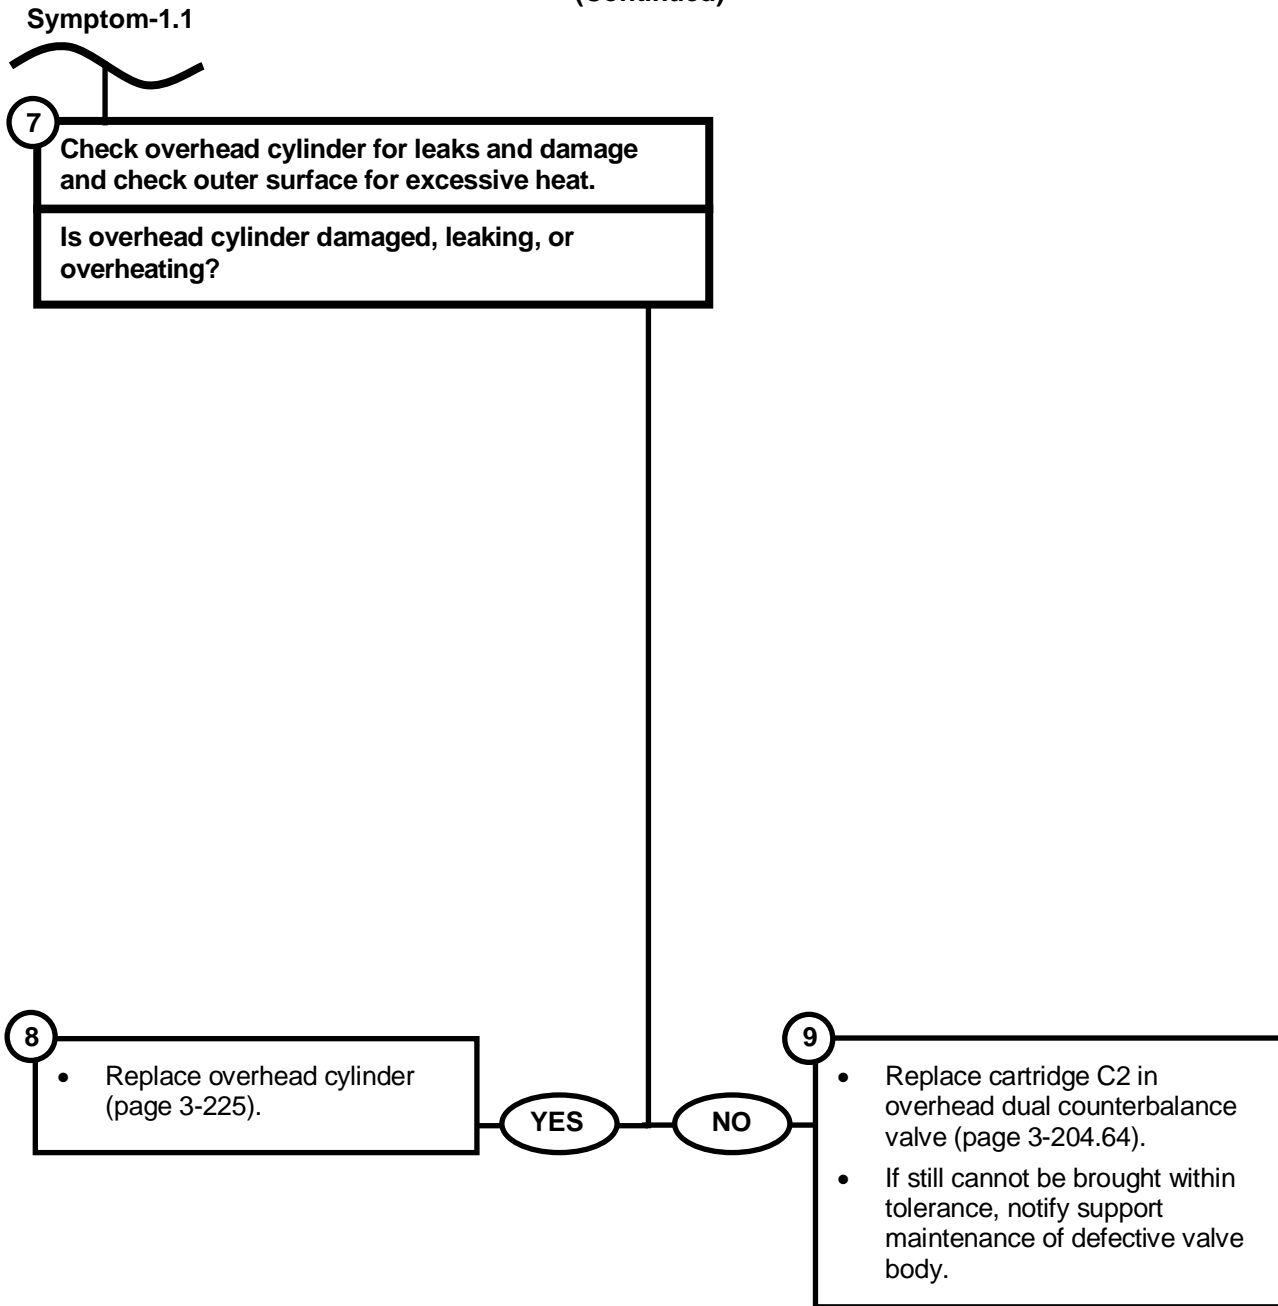 (Continued)
Symptom-1.1
7
Check overhead cylinder for leaks and damage
and check outer surface for excessive heat.
Is overhead cylinder damaged, leaking, or
overheating?
8
• Replace overhead cylinder
(page 3-225).
YES
NO
9
• Replace cartridge C2 in
overhead dual counterbalance
valve (page 3-204.64).
• If still cannot be brought within
tolerance, notify support
maintenance of defective valve
body.